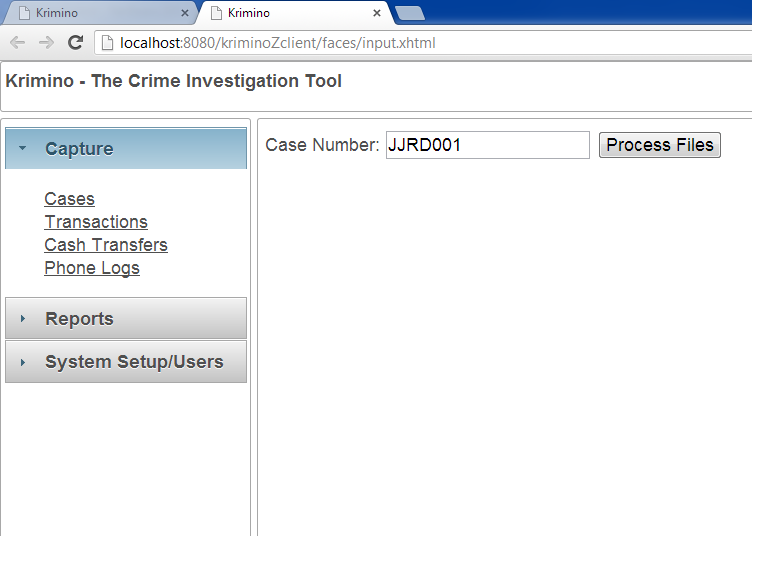 Krimino Krimino
localhost:8080/kriminoZclient/faces/input.xhtml
Krimino - The Crime Investigation Tool
Capture
Cases
Transactions
Cash Transfers
Phone Logs
Reports
System Setup/Users
Case Number: JJRD001 Process Files